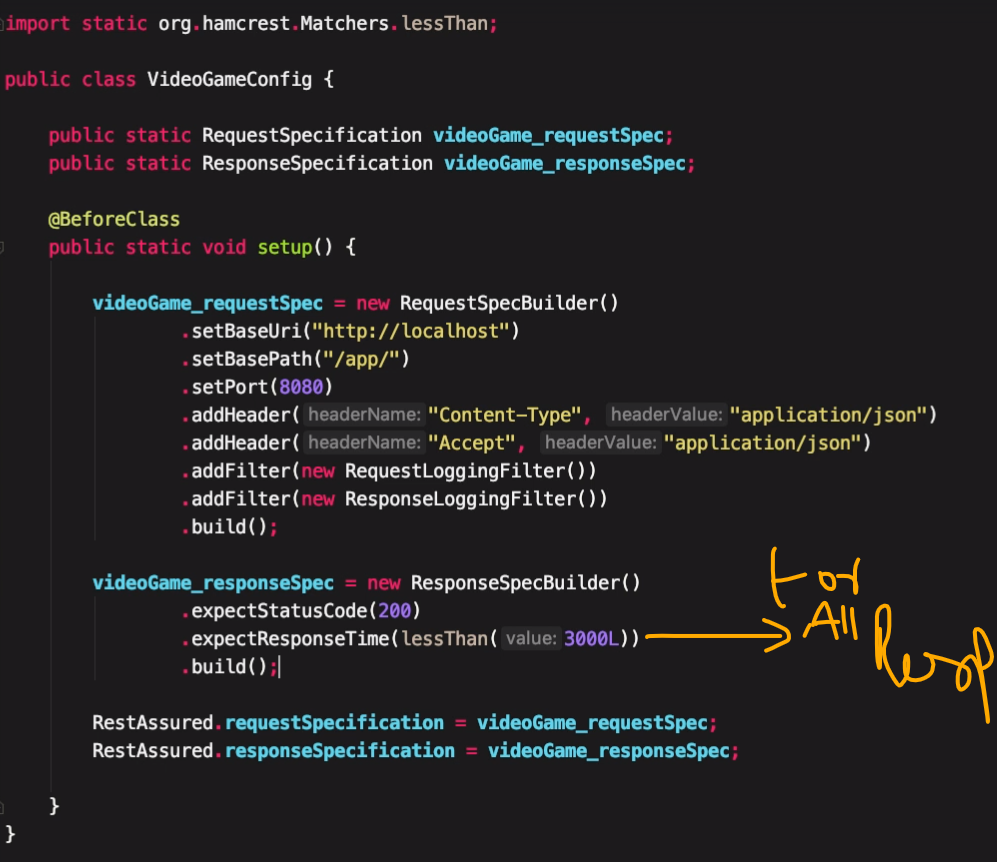 import static org.hamcrest.Matchers.lessThan;
public class VideoGameConfig {
public static RequestSpecification videoGame_requestSpec;
public static ResponseSpecification videoGame_responseSpec;
@BeforeClass
public static void setup() {
videoGame_requestSpec = new RequestSpecBuilder()
.setBaseUri("http://localhost")
.setBasePath("/app/")
.setPort(8080)
.addHeader( headerName: "Content-Type", headerValue: "application/json")
.addHeader( headerName: "Accept", headerValue: "application/json")
.addFilter(new RequestLoggingFilter())
.addFilter(new ResponseLoggingFilter())
.build();
videoGame_responseSpec = new ResponseSpecBuilder()
.expectStatusCode(200)
.expectResponseTime(lessThan( value: 3000L))
.build();
For
All
Resp
RestAssured.requestSpecification = videoGame_requestSpec;
RestAssured.responseSpecification = videoGame_responseSpec;
}
}